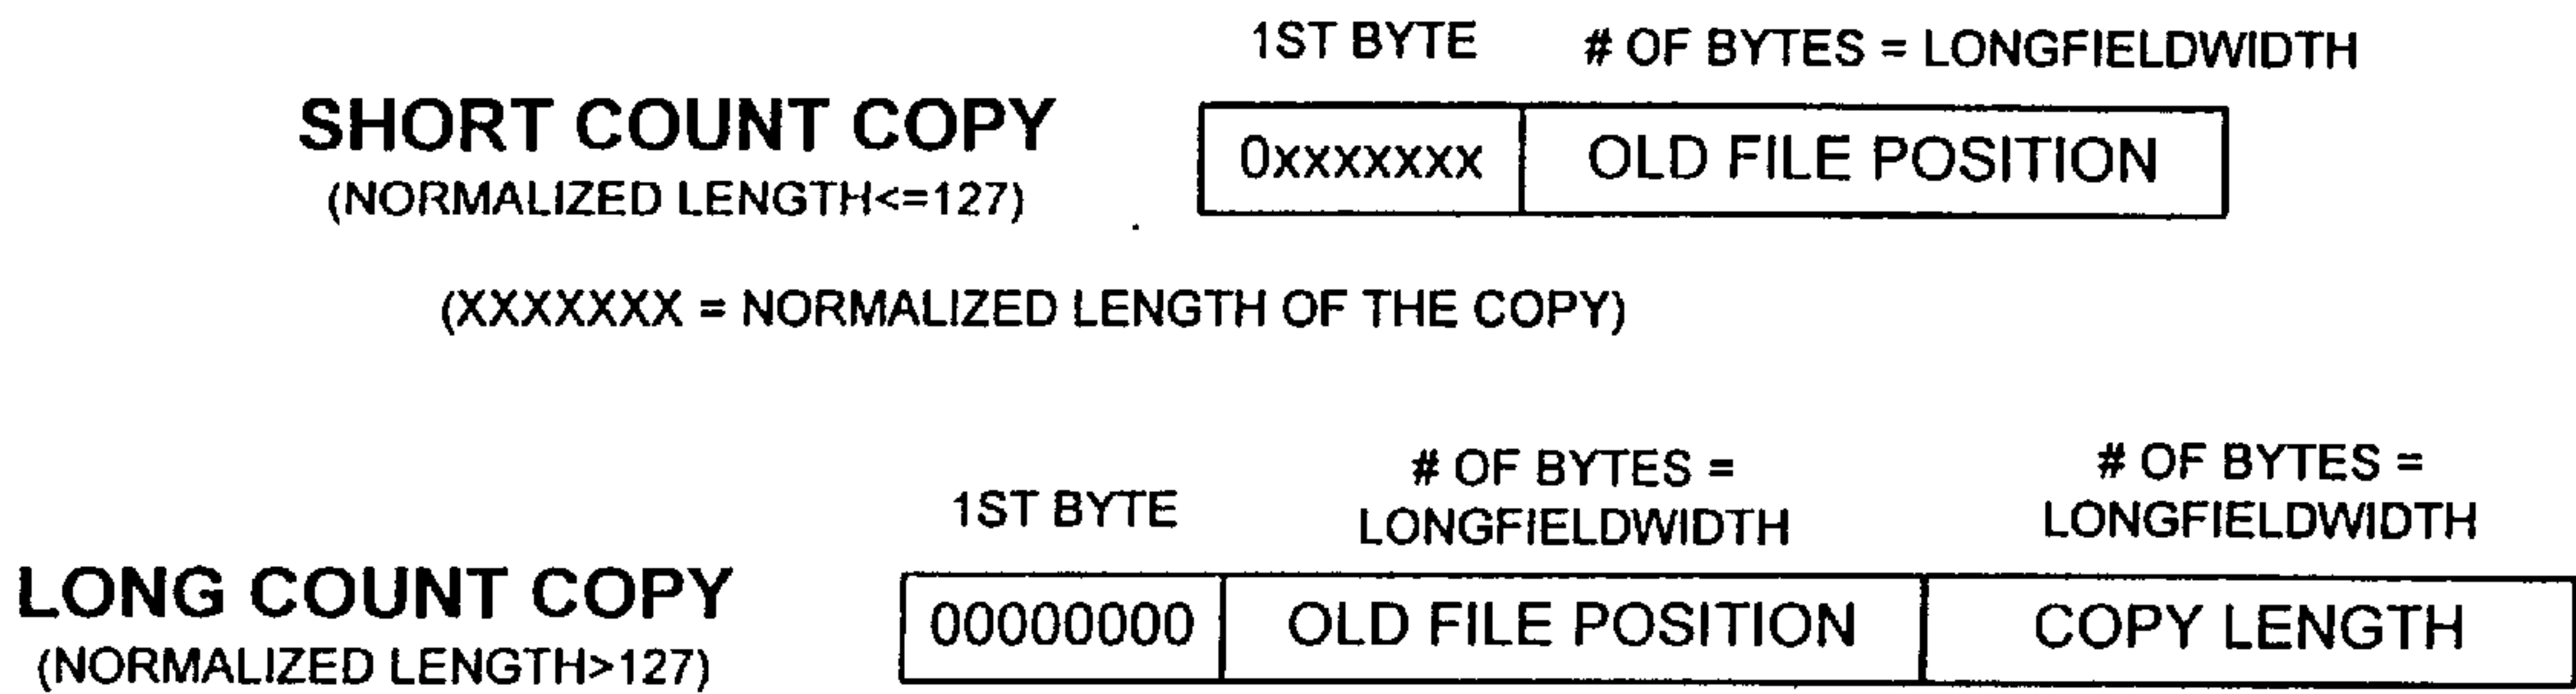 1ST BYTE # OF BYTES = LONGFIELDWIDTH
SHORT COUNT COPY
0xxxxxxx OLD FILE POSITION
(NORMALIZED LENGTH<=127)
(XXXXXXX = NORMALIZED LENGTH OF THE COPY)
1ST BYTE
# OF BYTES =
LONGFIELDWIDTH
# OF BYTES =
LONGFIELDWIDTH
LONG COUNT COPY
00000000 OLD FILE POSITION COPY LENGTH
(NORMALIZED LENGTH>127)